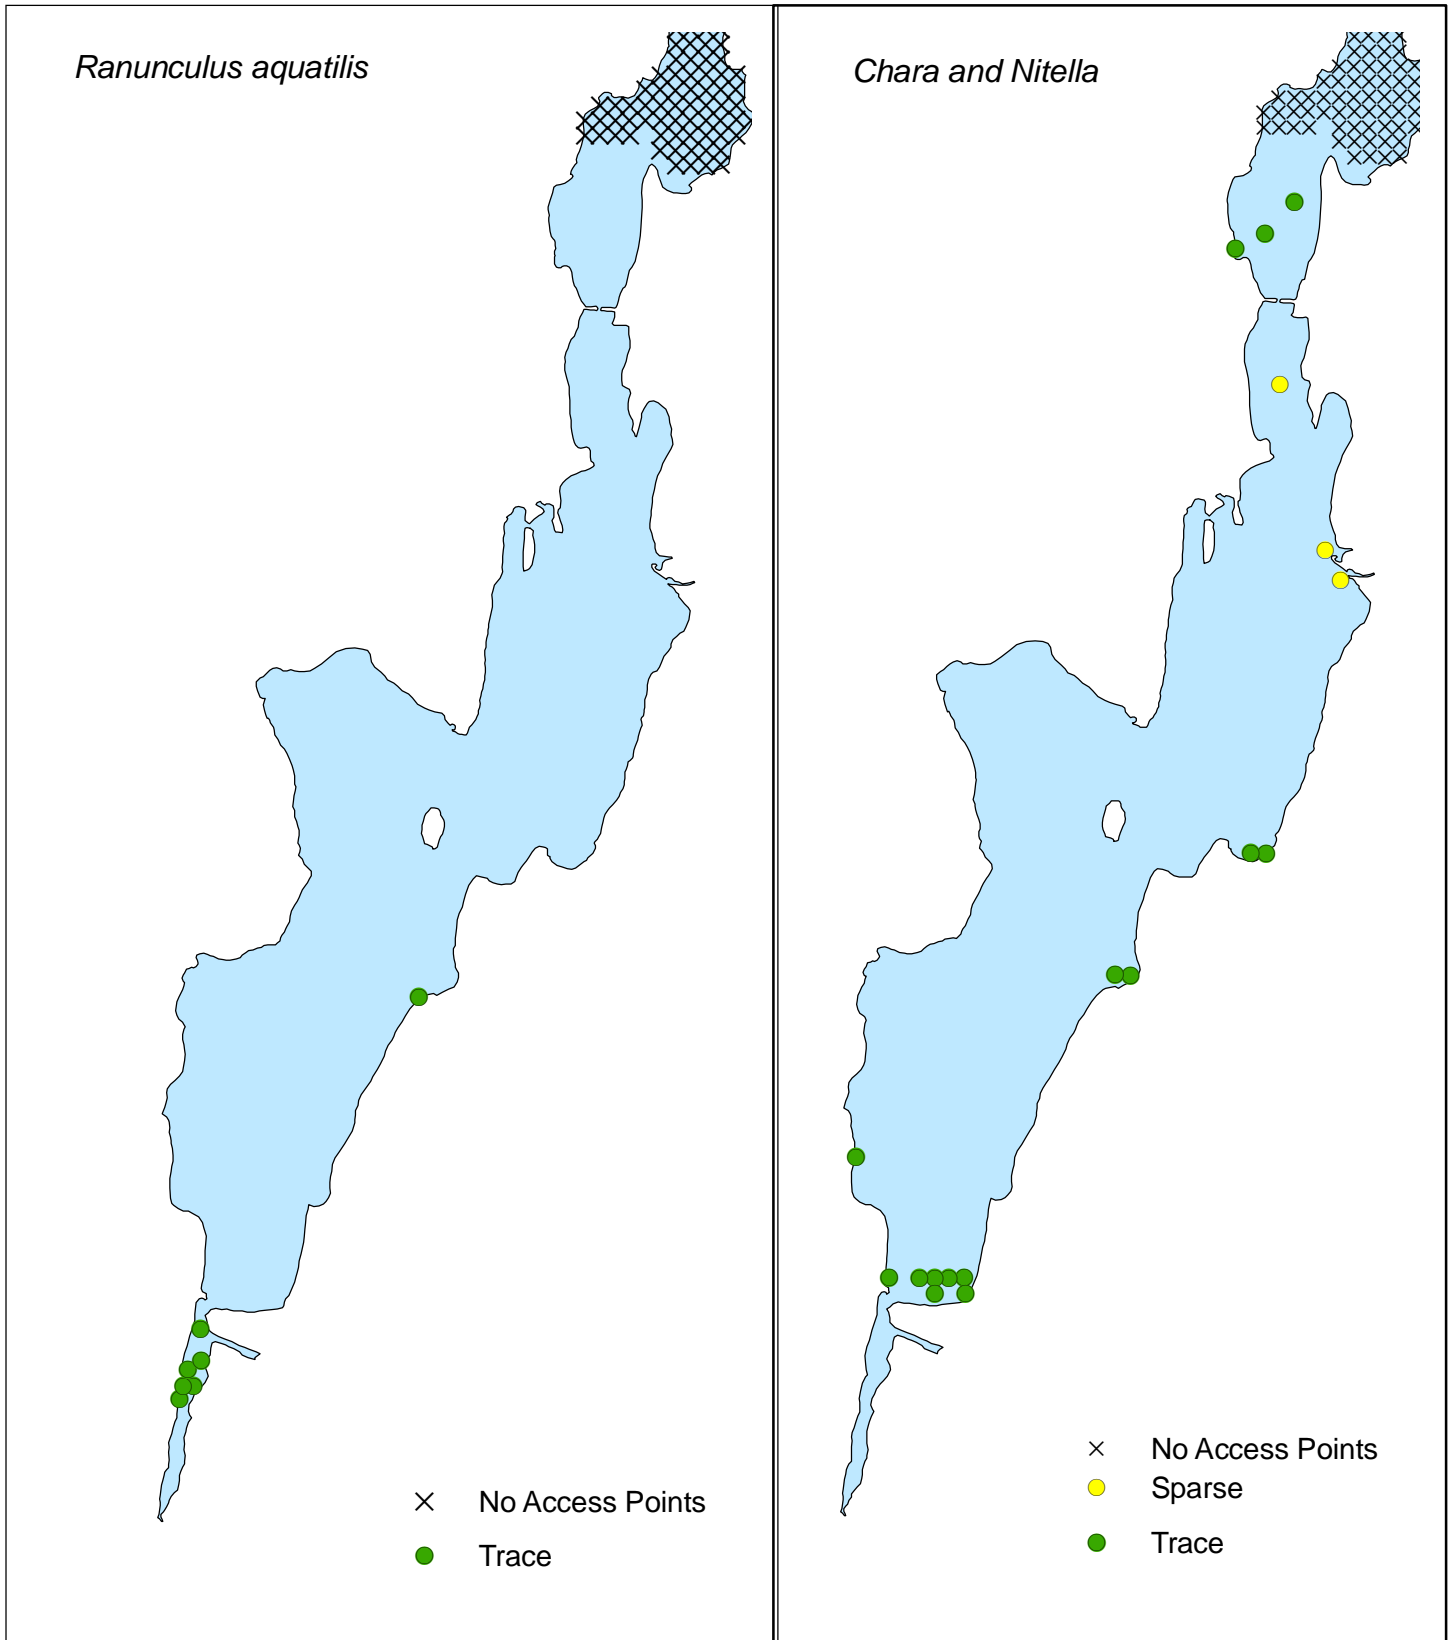 Ranunculus aquatilis
No Access Points
Trace
Chara and Nitella
No Access Points
Sparse
Trace